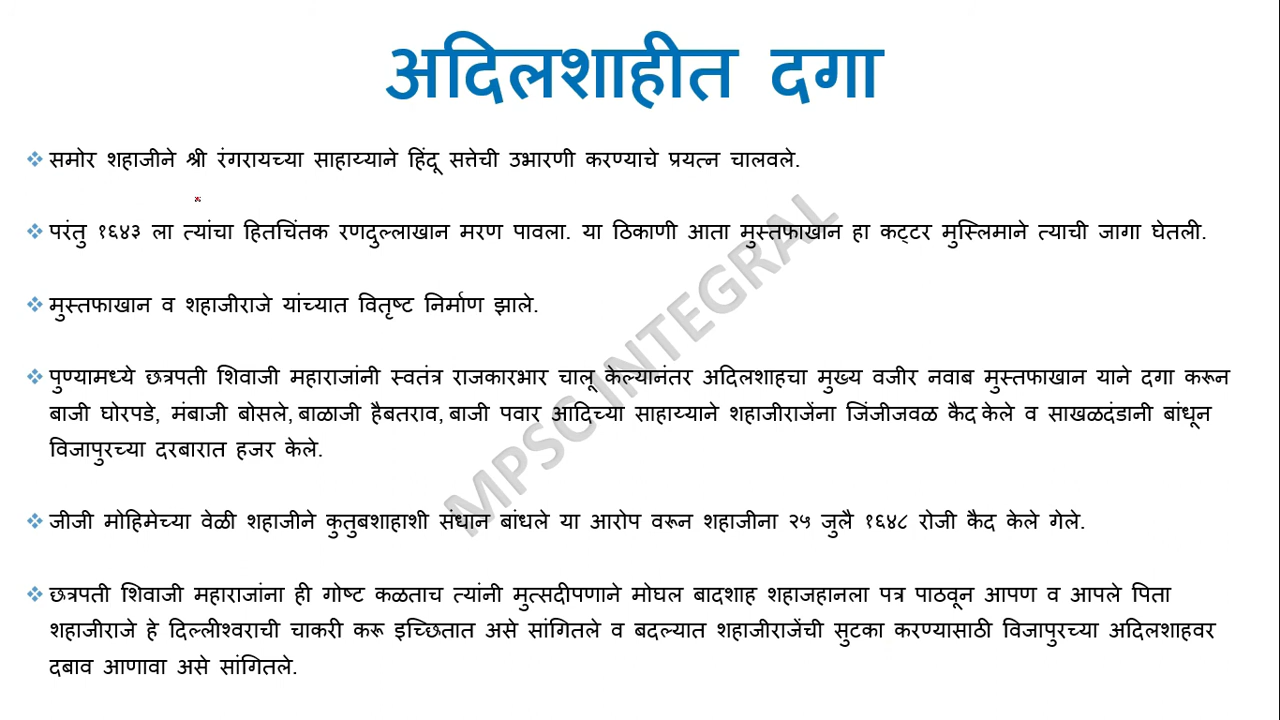 अदिलशाहीत दगा
❖ समोर शहाजीने श्री रंगरायच्या साहाय्याने हिंदू सत्तेची उभारणी करण्याचे प्रयत्न चालवले.
❖ परंतु १६४३ ला त्यांचा हितचिंतक रणदुल्लाखान मरण पावला. या ठिकाणी आता मुस्तफाखान हा कट्टर मुस्लिमाने त्याची जागा घेतली.
❖ मुस्तफाखान व शहाजीराजे यांच्यात वितृष्ट निर्माण झाले.
❖ पुण्यामध्ये छत्रपती शिवाजी महाराजांनी स्वतंत्र राजकारभार चालू केल्यानंतर अदिलशाहचा मुख्य वजीर नवाब मुस्तफाखान याने दगा करून
बाजी घोरपडे, मंबाजी बोसले, बाळाजी हैबतराव, बाजी पवार आदिच्या साहाय्याने शहाजीराजेंना जिंजीजवळ कैद केले व साखळदंडानी बांधून
विजापुरच्या दरबारात हजर केले.
❖ जीजी मोहिमेच्या वेळी शहाजीने कुतुबशाहाशी संधान बांधले या आरोप वरून शहाजीना २५ जुलै १६४८ रोजी कैद केले गेले.
❖ छत्रपती शिवाजी महाराजांना ही गोष्ट कळताच त्यांनी मुत्सदीपणाने मोघल बादशाह शहाजहानला पत्र पाठवून आपण व आपले पिता
शहाजीराजे हे दिल्लीश्वराची चाकरी करू इच्छितात असे सांगितले व बदल्यात शहाजीराजेंची सुटका करण्यासाठी विजापुरच्या अदिलशाहवर
दबाव आणावा असे सांगितले.
MPSC INTEGRAL